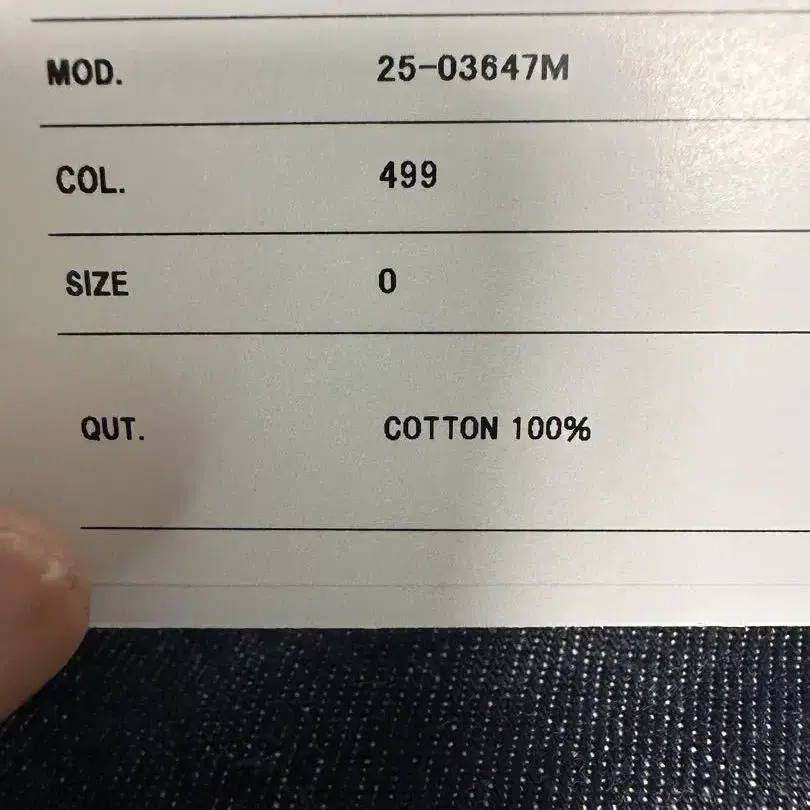 MOD. 25-03647M
COL. 499
SIZE 0
QUT. COTTON 100%